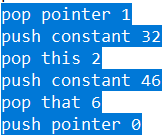 pop pointer 1
push constant 32
pop this 2
push constant 46
pop that 6
push pointer 0